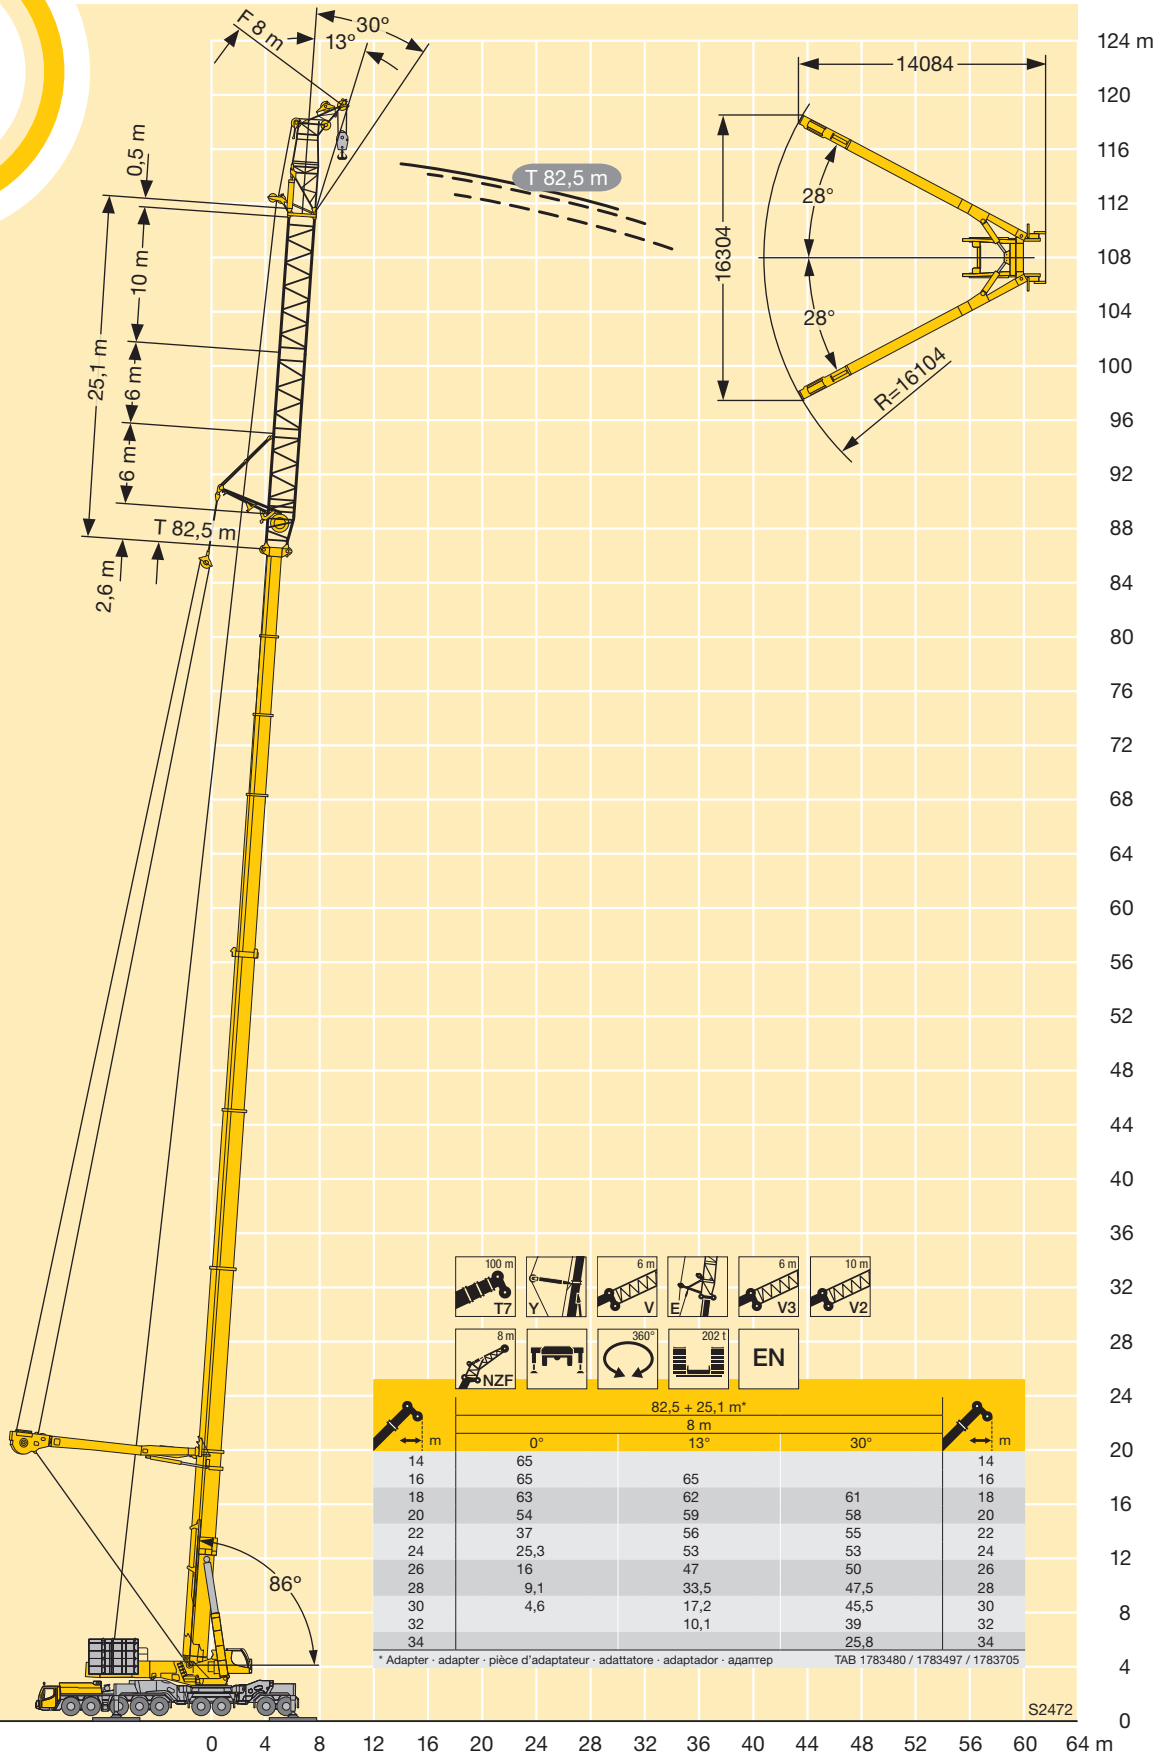 F 8 m
30°
13°
124 m
14084
120
0,5 m
116
T 82,5 m
28°
112
16304
108
10 m
104
28°
25,1 m
100
6 m
R=16104
96
6 m
92
T 82,5 m
88
2,6 m
84
80
76
72
68
64
60
56
52
48
44
40
36
100 m
T7
Y
6 m
V
E
6 m
V3
10 m
V2
32
28
8 m
NZF
360°
202 t
EN
24
82,5 + 25,1 m*
8 m
m 0° 13° 30° m
20
14 65 14
16 65 65 16
18 63 62 61 18
16
20 54 59 58 20
22 37 56 55 22
24 25,3 53 53 24
12
26 16 47 50 26
28 9,1 33,5 47,5 28
86°
30 4,6 17,2 45,5 30
8
32 10,1 39 32
34 25,8 34
* Adapter · adapter · pièce d'adaptateur · adattatore · adaptador · адаптер TAB 1783480 / 1783497 / 1783705
4
S2472
0
0 4 8 12 16 20 24 28 32 36 40 44 48 52 56 60 64 m